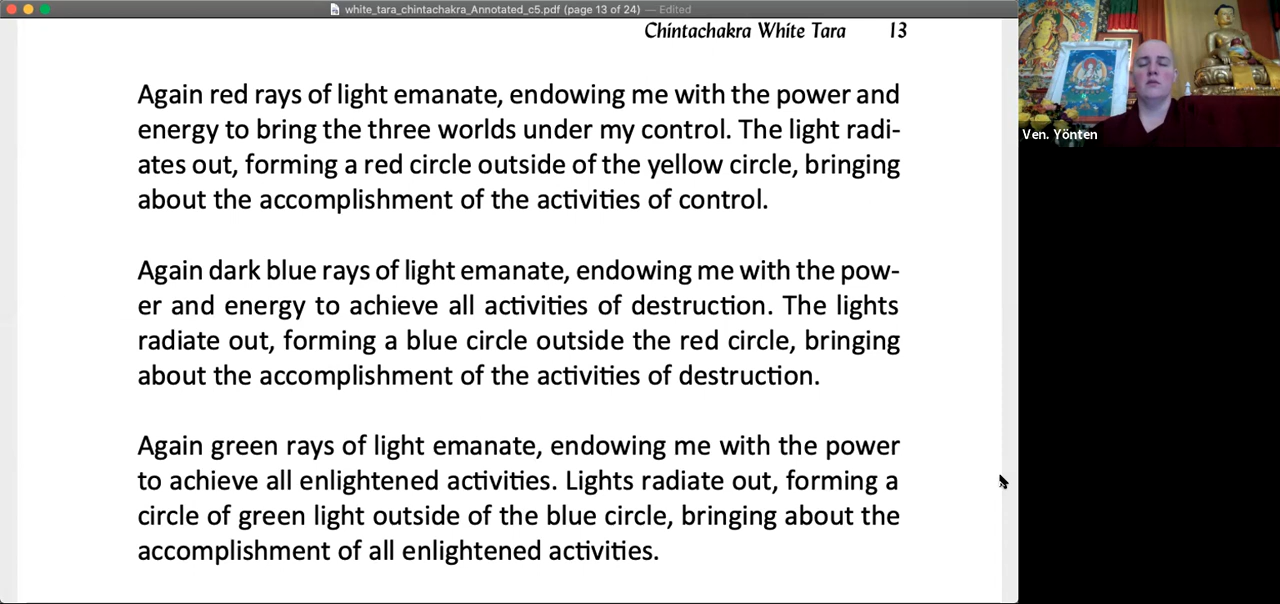 white_tara_chintachakra_Annotated_c5.pdf (page 13 of 24) — Edited
Chintachakra White Tara 13
Again red rays of light emanate, endowing me with the power and
energy to bring the three worlds under my control. The light radi-
ates out, forming a red circle outside of the yellow circle, bringing
about the accomplishment of the activities of control.
Again dark blue rays of light emanate, endowing me with the pow-
er and energy to achieve all activities of destruction. The lights
radiate out, forming a blue circle outside the red circle, bringing
about the accomplishment of the activities of destruction.
Again green rays of light emanate, endowing me with the power
to achieve all enlightened activities. Lights radiate out, forming a
circle of green light outside of the blue circle, bringing about the
accomplishment of all enlightened activities.
Ven. Yönten